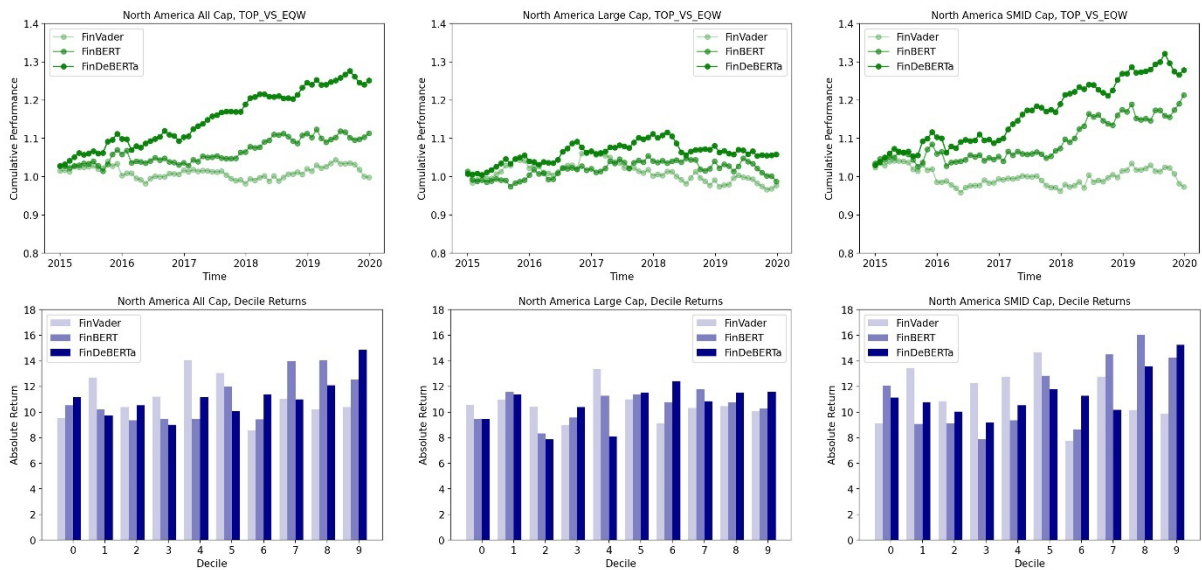 North America All Cap, TOP_VS_EQW
FinVader
FinBERT
FinDeBERTa
Cumulative Performance
1.4
1.3
1.2
1.1
1.0
0.9
0.8
2015 2016 2017 2018 2019 2020
Time
North America Large Cap, TOP_VS_EQW
FinVader
FinBERT
FinDeBERTa
Cumulative Performance
1.4
1.3
1.2
1.1
1.0
0.9
0.8
2015 2016 2017 2018 2019 2020
Time
North America SMID Cap, TOP_VS_EQW
FinVader
FinBERT
FinDeBERTa
Cumulative Performance
1.4
1.3
1.2
1.1
1.0
0.9
0.8
2015 2016 2017 2018 2019 2020
Time
North America All Cap, Decile Returns
FinVader
FinBERT
FinDeBERTa
Absolute Return
18
16
14
12
10
8
6
4
2
0
0 1 2 3 4 5 6 7 8 9
Decile
North America Large Cap, Decile Returns
FinVader
FinBERT
FinDeBERTa
Absolute Return
18
16
14
12
10
8
6
4
2
0
0 1 2 3 4 5 6 7 8 9
Decile
North America SMID Cap, Decile Returns
FinVader
FinBERT
FinDeBERTa
Absolute Return
18
16
14
12
10
8
6
4
2
0
0 1 2 3 4 5 6 7 8 9
Decile